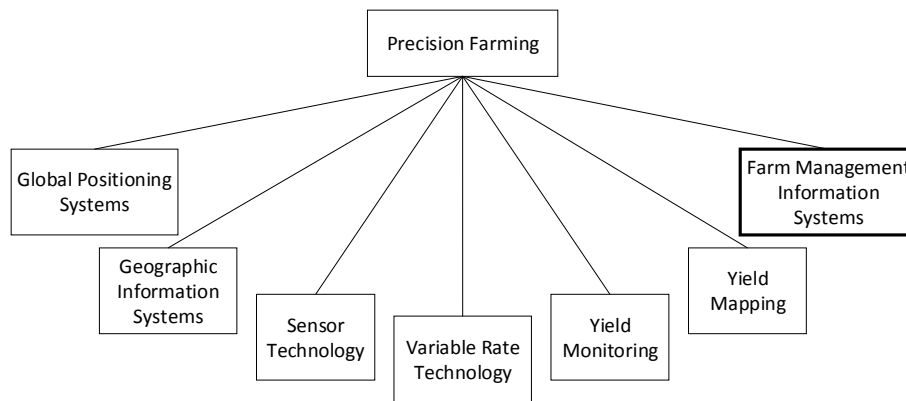 Precision Farming
Global Positioning
Systems
Farm Management
Information
Systems
Geographic
Information
Systems
Yield
Mapping
Sensor
Technology
Yield
Monitoring
Variable Rate
Technology